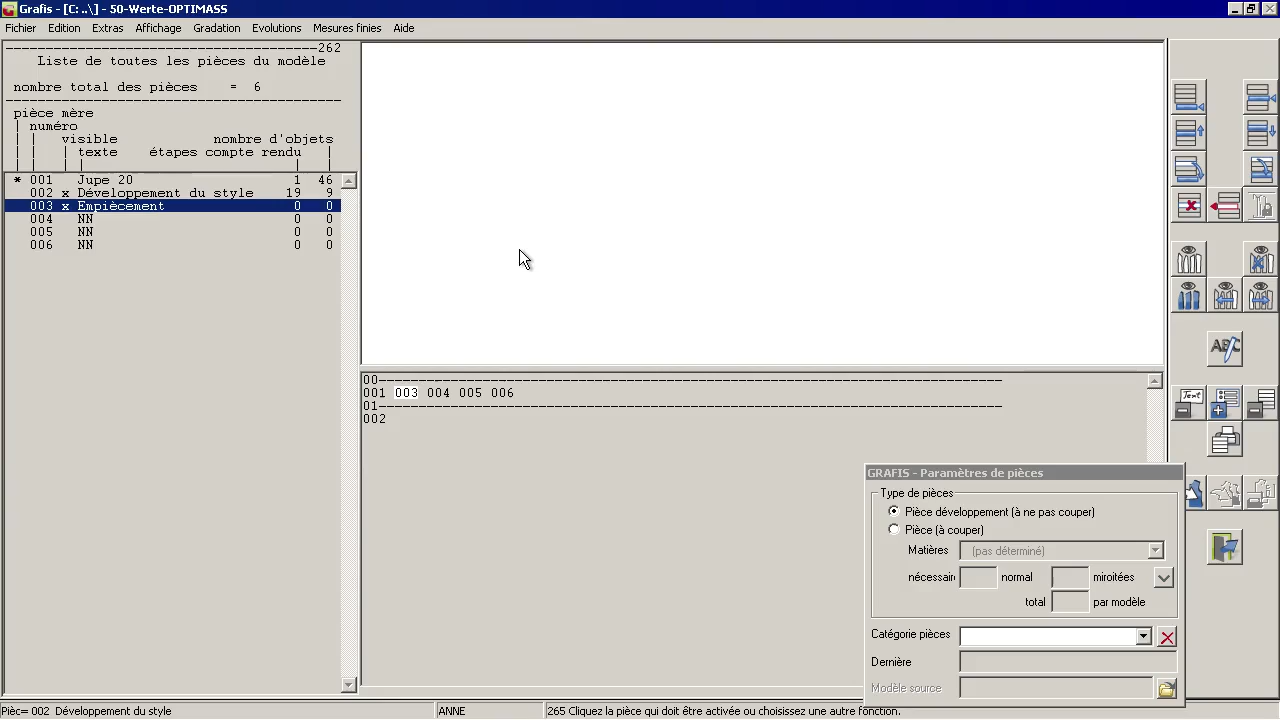 Grafis - [C: ..\] - 50-Werte-OPTIMASS
Fichier Edition Extras Affichage Gradation Evolutions Mesures finies Aide
--------------------------------------262
Liste de toutes les pièces du modèle
nombre total des pièces = 6
pièce mère
| numéro
| | visible nombre d'objets
| | | texte étapes compte rendu |
* 001 Jupe 20 1 46
002 x Développement du style 19 9
003 x Empiècement 0 0
004 NN 0 0
005 NN 0 0
006 NN 0 0
00------------------------------------------------------------------------------
001 003 004 005 006
01------------------------------------------------------------------------------
002
ABC
Text
GRAFIS - Paramètres de pièces
Type de pièces
Pièce développement (à ne pas couper)
Pièce (à couper)
Matières (pas déterminé)
nécessair normal miroitées
total par modèle
Catégorie pièces
Dernière
Modèle source
Pièc= 002 Développement du style ANNE 265 Cliquez la pièce qui doit être activée ou choisissez une autre fonction.